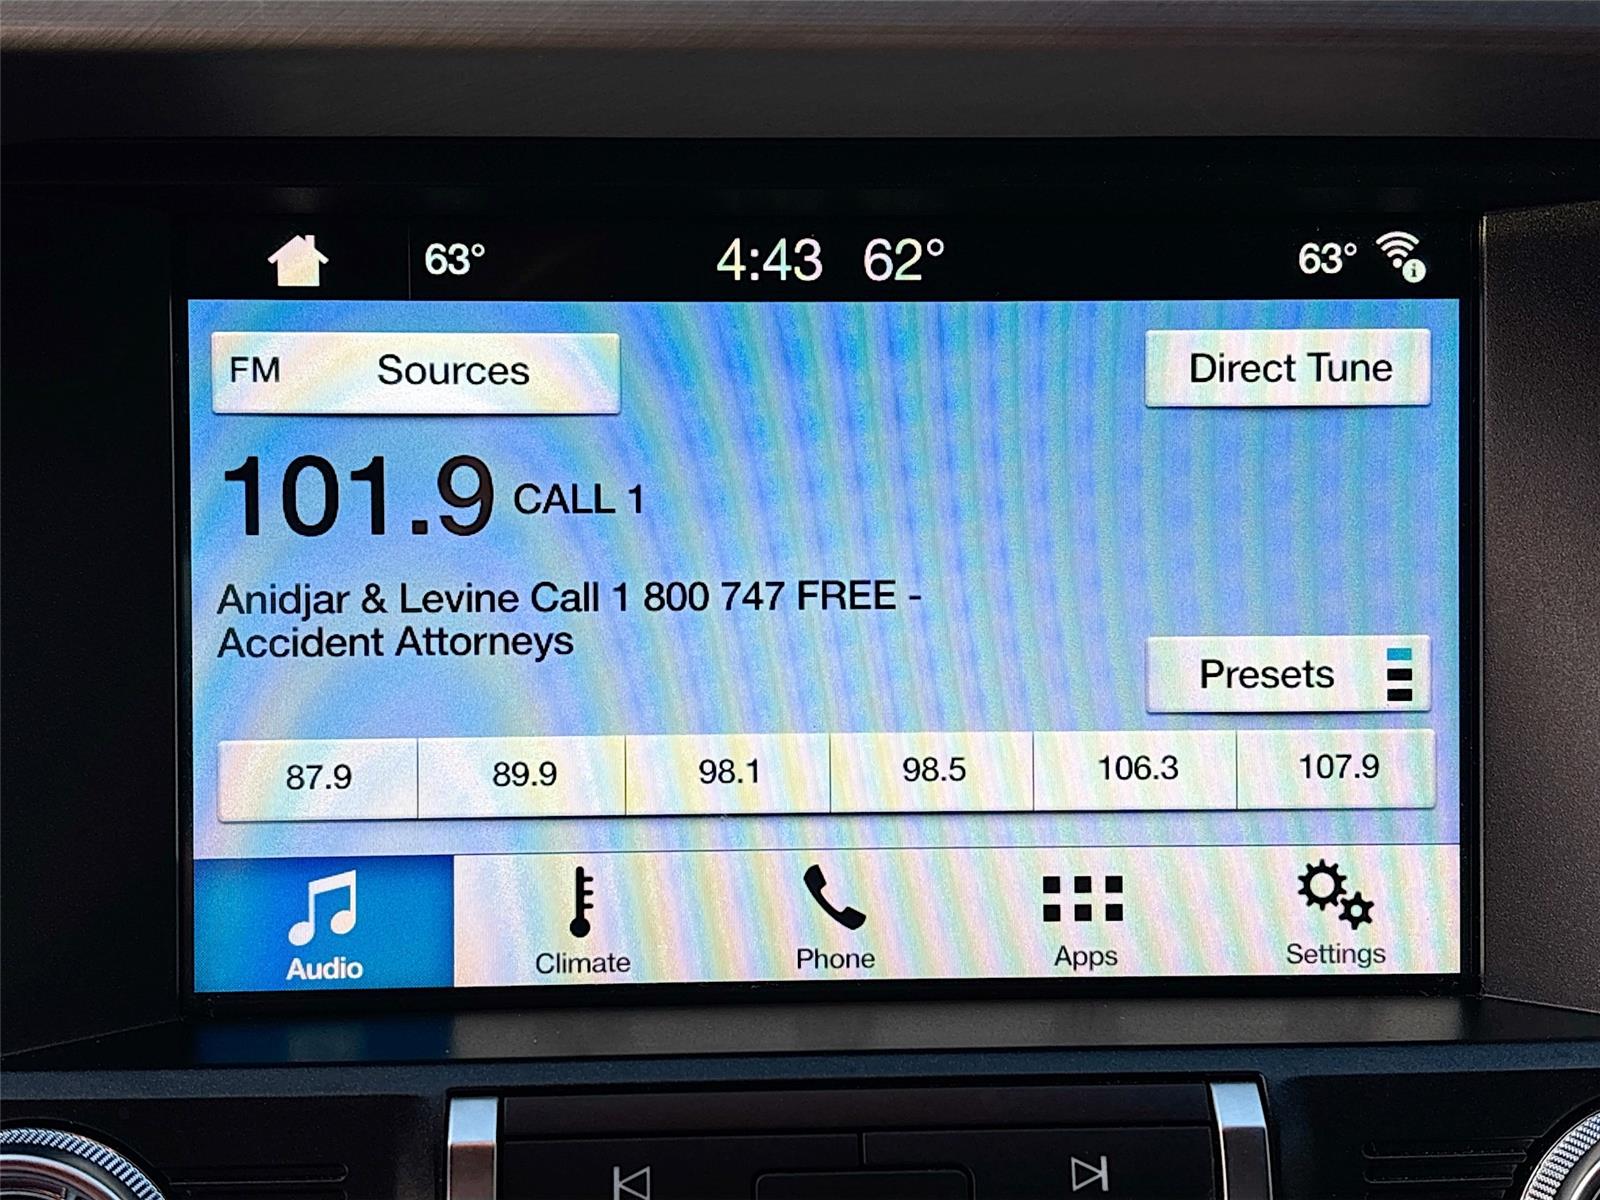 63° 4:43 62° 63°
FM Sources Direct Tune
101.9 CALL 1
Anidjar & Levine Call 1 800 747 FREE -
Accident Attorneys
Presets
87.9 89.9 98.1 98.5 106.3 107.9
Audio Climate Phone Apps Settings